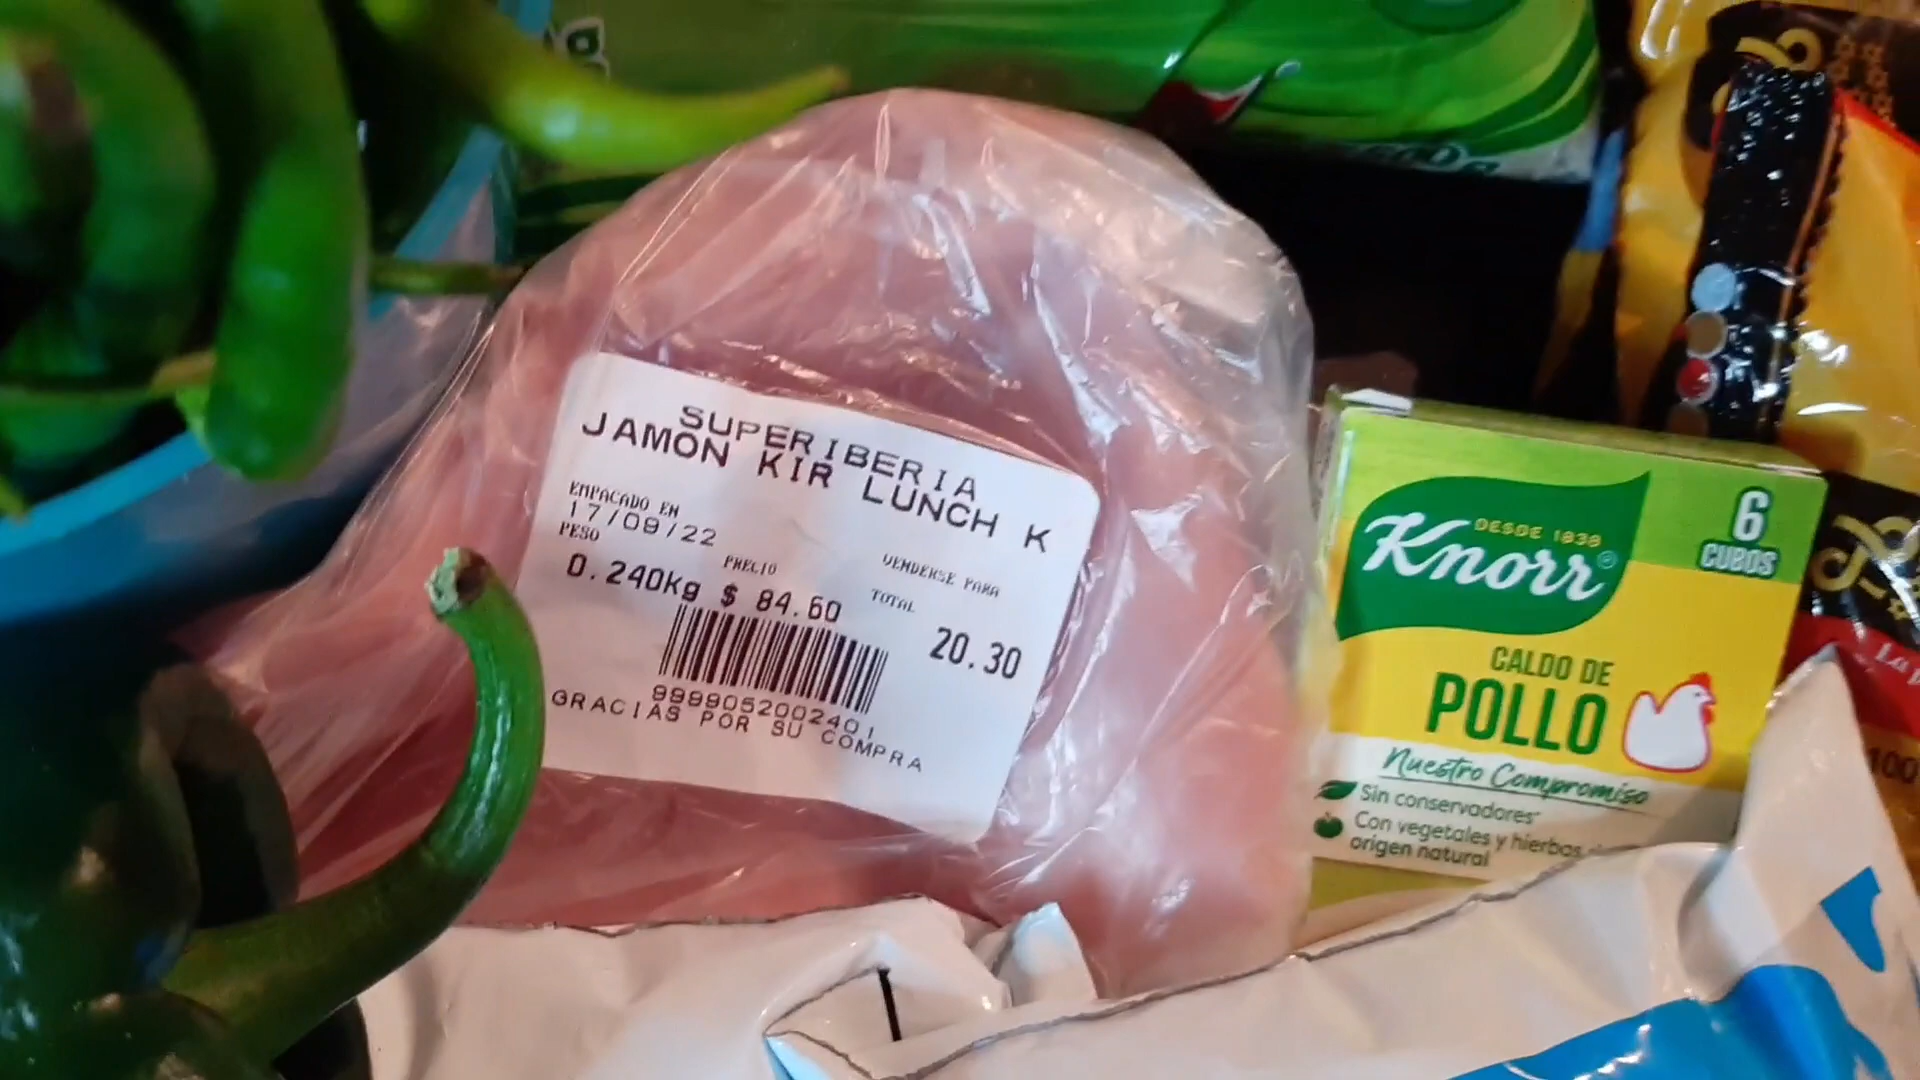 SUPERIBERIA
JAMON KIR LUNCH K
EMPACADO EN
17/09/22
VENDERSE PARA
PESO
PRECIO
TOTAL
0.240Kg $ 84.60
20.30
9999052002401
GRACIAS POR SU COMPRA
DESDE 1838
Knorr®
6
CUBOS
CALDO DE
POLLO
Nuestro Compromiso
Sin conservadores*
Con vegetales y hierbas
origen natural
La
100